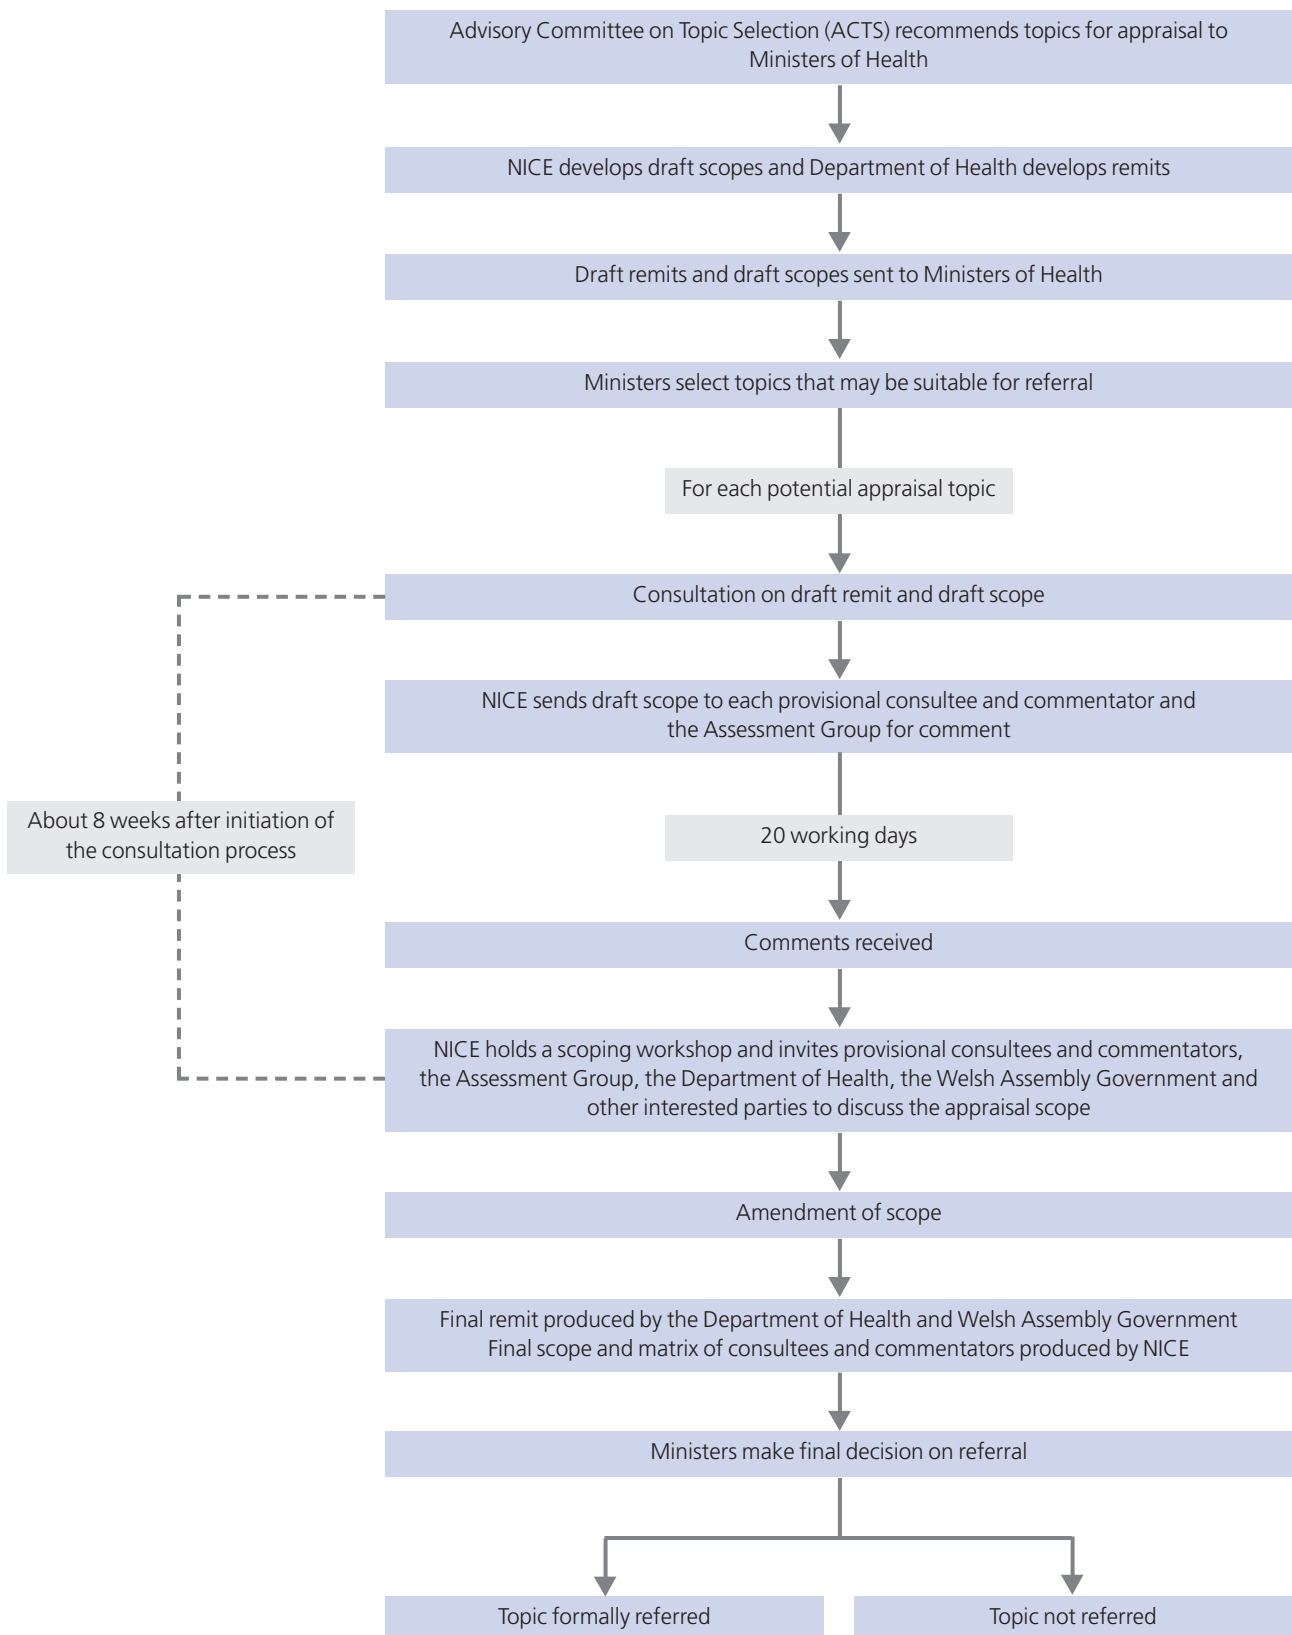 Advisory Committee on Topic Selection (ACTS) recommends topics for appraisal to
Ministers of Health
NICE develops draft scopes and Department of Health develops remits
Draft remits and draft scopes sent to Ministers of Health
Ministers select topics that may be suitable for referral
For each potential appraisal topic
Consultation on draft remit and draft scope
NICE sends draft scope to each provisional consultee and commentator and
the Assessment Group for comment
About 8 weeks after initiation of
the consultation process
20 working days
Comments received
NICE holds a scoping workshop and invites provisional consultees and commentators,
the Assessment Group, the Department of Health, the Welsh Assembly Government and
other interested parties to discuss the appraisal scope
Amendment of scope
Final remit produced by the Department of Health and Welsh Assembly Government
Final scope and matrix of consultees and commentators produced by NICE
Ministers make final decision on referral
Topic formally referred
Topic not referred